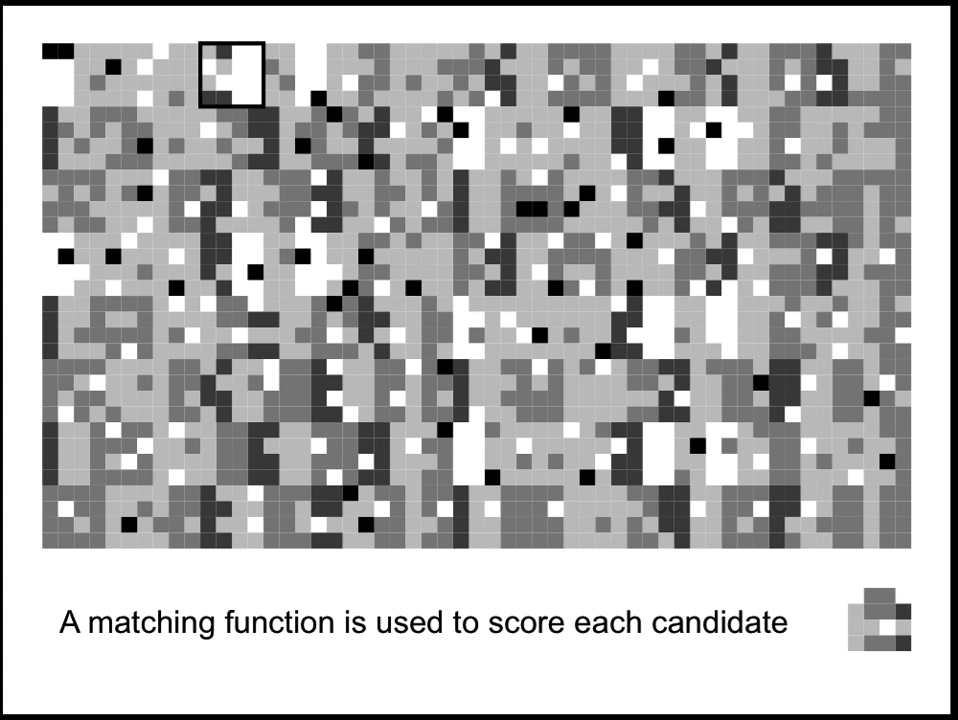 A matching function is used to score each candidate